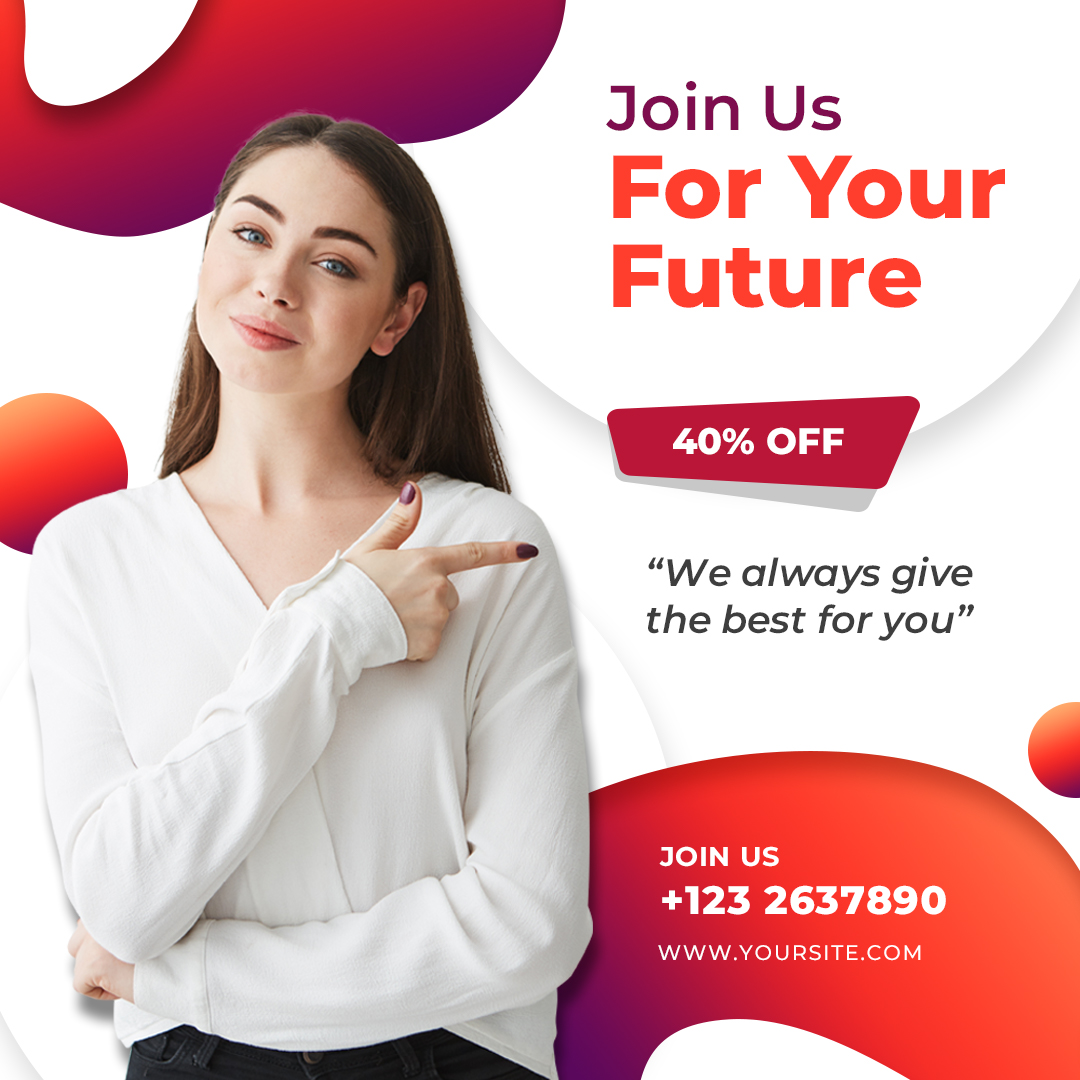 Join Us
For Your
Future
40% OFF
“We always give
the best for you”
JOIN US
+123 2637890
WWW.YOURSITE.COM